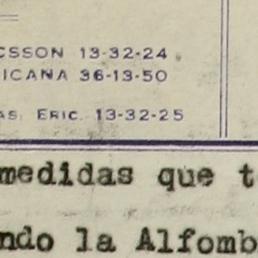 CSSON 13-32-24
ICANA 36-13-50
AS. ERIC. 13-32-25
medidas que t
ndo la Alfomb